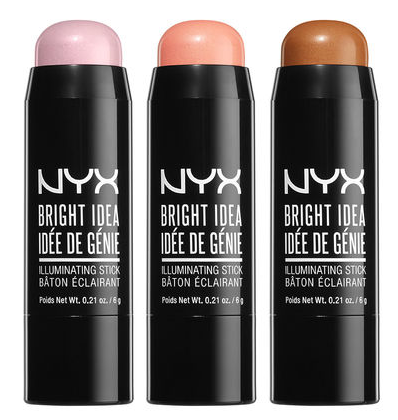 NYX
BRIGHT IDEA
IDÉE DE GÉNIE
ILLUMINATING STICK
BÂTON ÉCLAIRANT
Poids Net Wt. 0.21 oz. / 6 g
NYX
BRIGHT IDEA
IDÉE DE GÉNIE
ILLUMINATING STICK
BÂTON ÉCLAIRANT
Poids Net Wt. 0.21 oz. / 6 g
NYX
BRIGHT IDEA
IDÉE DE GÉNIE
ILLUMINATING STICK
BÂTON ÉCLAIRANT
Poids Net Wt. 0.21 oz. / 6 g